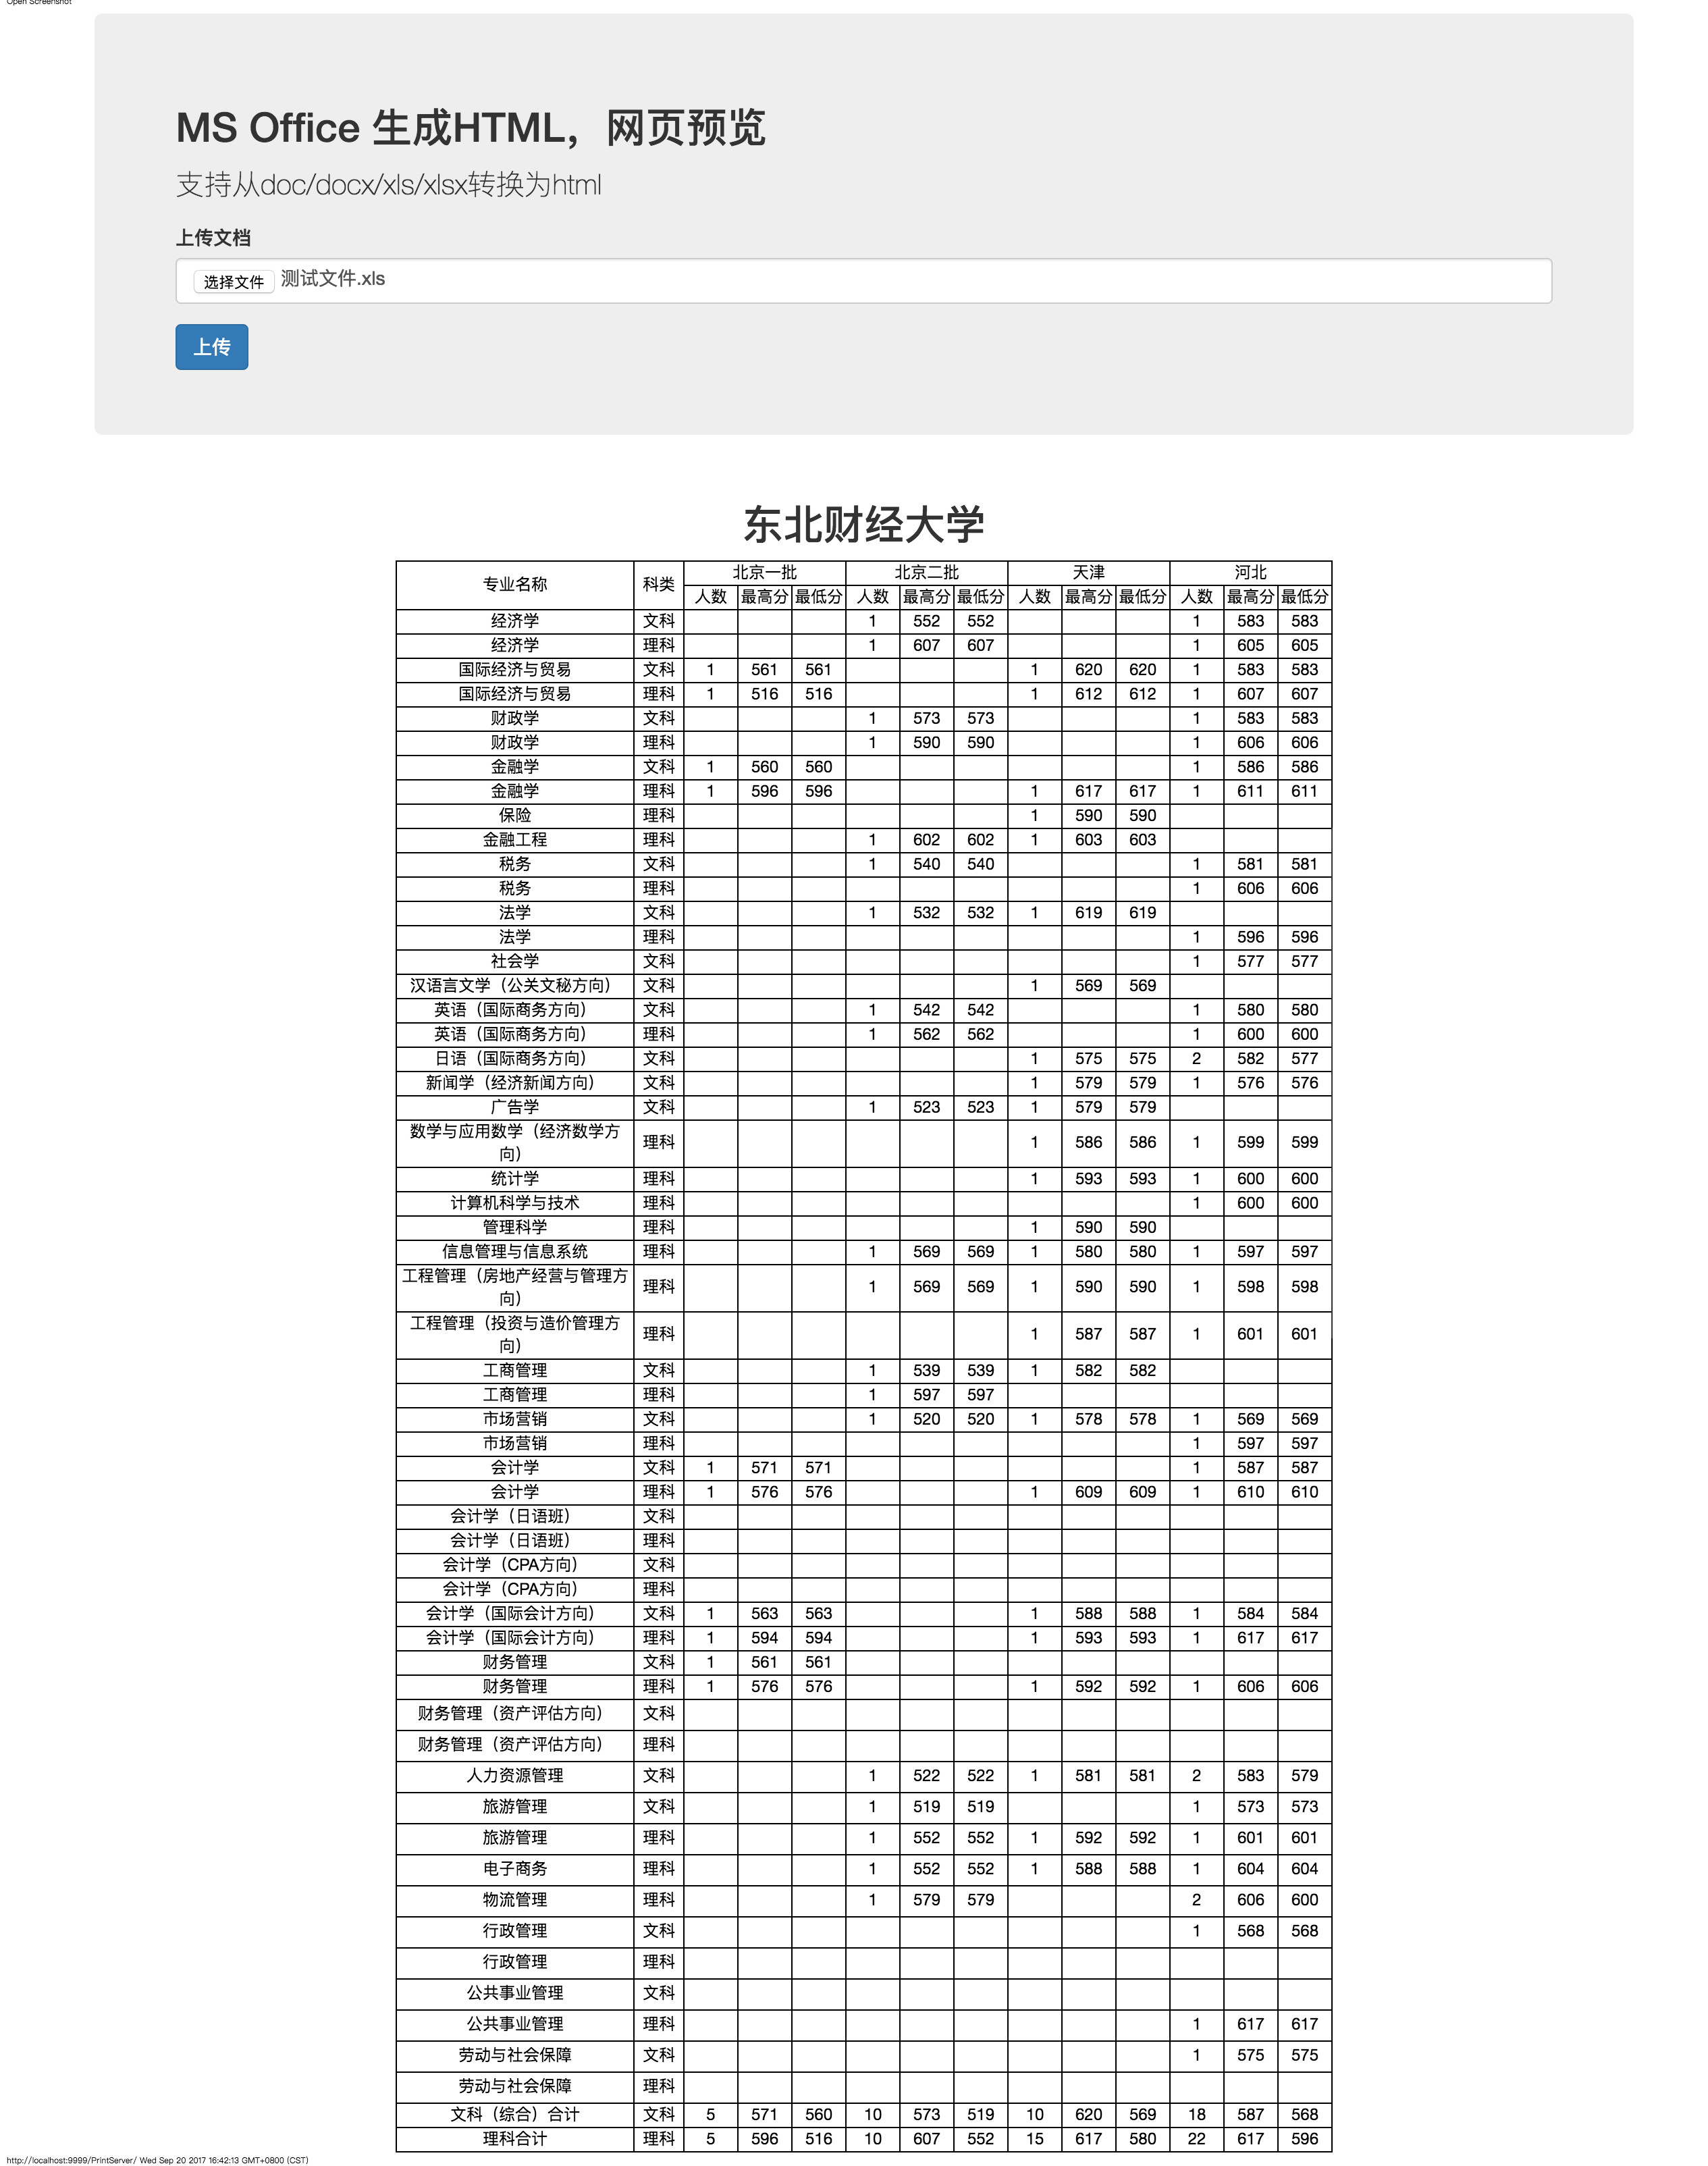 Open Screenshot
MS Office 生成HTML，网页预览
支持从doc/docx/xls/xlsx转换为html
上传文档
选择文件 测试文件.xls
上传
东北财经大学
专业名称 科类 北京一批 北京二批 天津 河北
人数 最高分 最低分 人数 最高分 最低分 人数 最高分 最低分 人数 最高分 最低分
经济学 文科 1 552 552 1 583 583
经济学 理科 1 607 607 1 605 605
国际经济与贸易 文科 1 561 561 1 620 620 1 583 583
国际经济与贸易 理科 1 516 516 1 612 612 1 607 607
财政学 文科 1 573 573 1 583 583
财政学 理科 1 590 590 1 606 606
金融学 文科 1 560 560 1 586 586
金融学 理科 1 596 596 1 617 617 1 611 611
保险 理科 1 590 590
金融工程 理科 1 602 602 1 603 603
税务 文科 1 540 540 1 581 581
税务 理科 1 606 606
法学 文科 1 532 532 1 619 619
法学 理科 1 596 596
社会学 文科 1 577 577
汉语言文学（公关文秘方向） 文科 1 569 569
英语（国际商务方向） 文科 1 542 542 1 580 580
英语（国际商务方向） 理科 1 562 562 1 600 600
日语（国际商务方向） 文科 1 575 575 2 582 577
新闻学（经济新闻方向） 文科 1 579 579 1 576 576
广告学 文科 1 523 523 1 579 579
数学与应用数学（经济数学方
向） 理科 1 586 586 1 599 599
统计学 理科 1 593 593 1 600 600
计算机科学与技术 理科 1 600 600
管理科学 理科 1 590 590
信息管理与信息系统 理科 1 569 569 1 580 580 1 597 597
工程管理（房地产经营与管理方
向） 理科 1 569 569 1 590 590 1 598 598
工程管理（投资与造价管理方
向） 理科 1 587 587 1 601 601
工商管理 文科 1 539 539 1 582 582
工商管理 理科 1 597 597
市场营销 文科 1 520 520 1 578 578 1 569 569
市场营销 理科 1 597 597
会计学 文科 1 571 571 1 587 587
会计学 理科 1 576 576 1 609 609 1 610 610
会计学（日语班） 文科
会计学（日语班） 理科
会计学（CPA方向） 文科
会计学（CPA方向） 理科
会计学（国际会计方向） 文科 1 563 563 1 588 588 1 584 584
会计学（国际会计方向） 理科 1 594 594 1 593 593 1 617 617
财务管理 文科 1 561 561
财务管理 理科 1 576 576 1 592 592 1 606 606
财务管理（资产评估方向） 文科
财务管理（资产评估方向） 理科
人力资源管理 文科 1 522 522 1 581 581 2 583 579
旅游管理 文科 1 519 519 1 573 573
旅游管理 理科 1 552 552 1 592 592 1 601 601
电子商务 理科 1 552 552 1 588 588 1 604 604
物流管理 理科 1 579 579 2 606 600
行政管理 文科 1 568 568
行政管理 理科
公共事业管理 文科
公共事业管理 理科 1 617 617
劳动与社会保障 文科 1 575 575
劳动与社会保障 理科
文科（综合）合计 文科 5 571 560 10 573 519 10 620 569 18 587 568
理科合计 理科 5 596 516 10 607 552 15 617 580 22 617 596
http://localhost:9999/PrintServer/ Wed Sep 20 2017 16:42:13 GMT+0800 (CST)